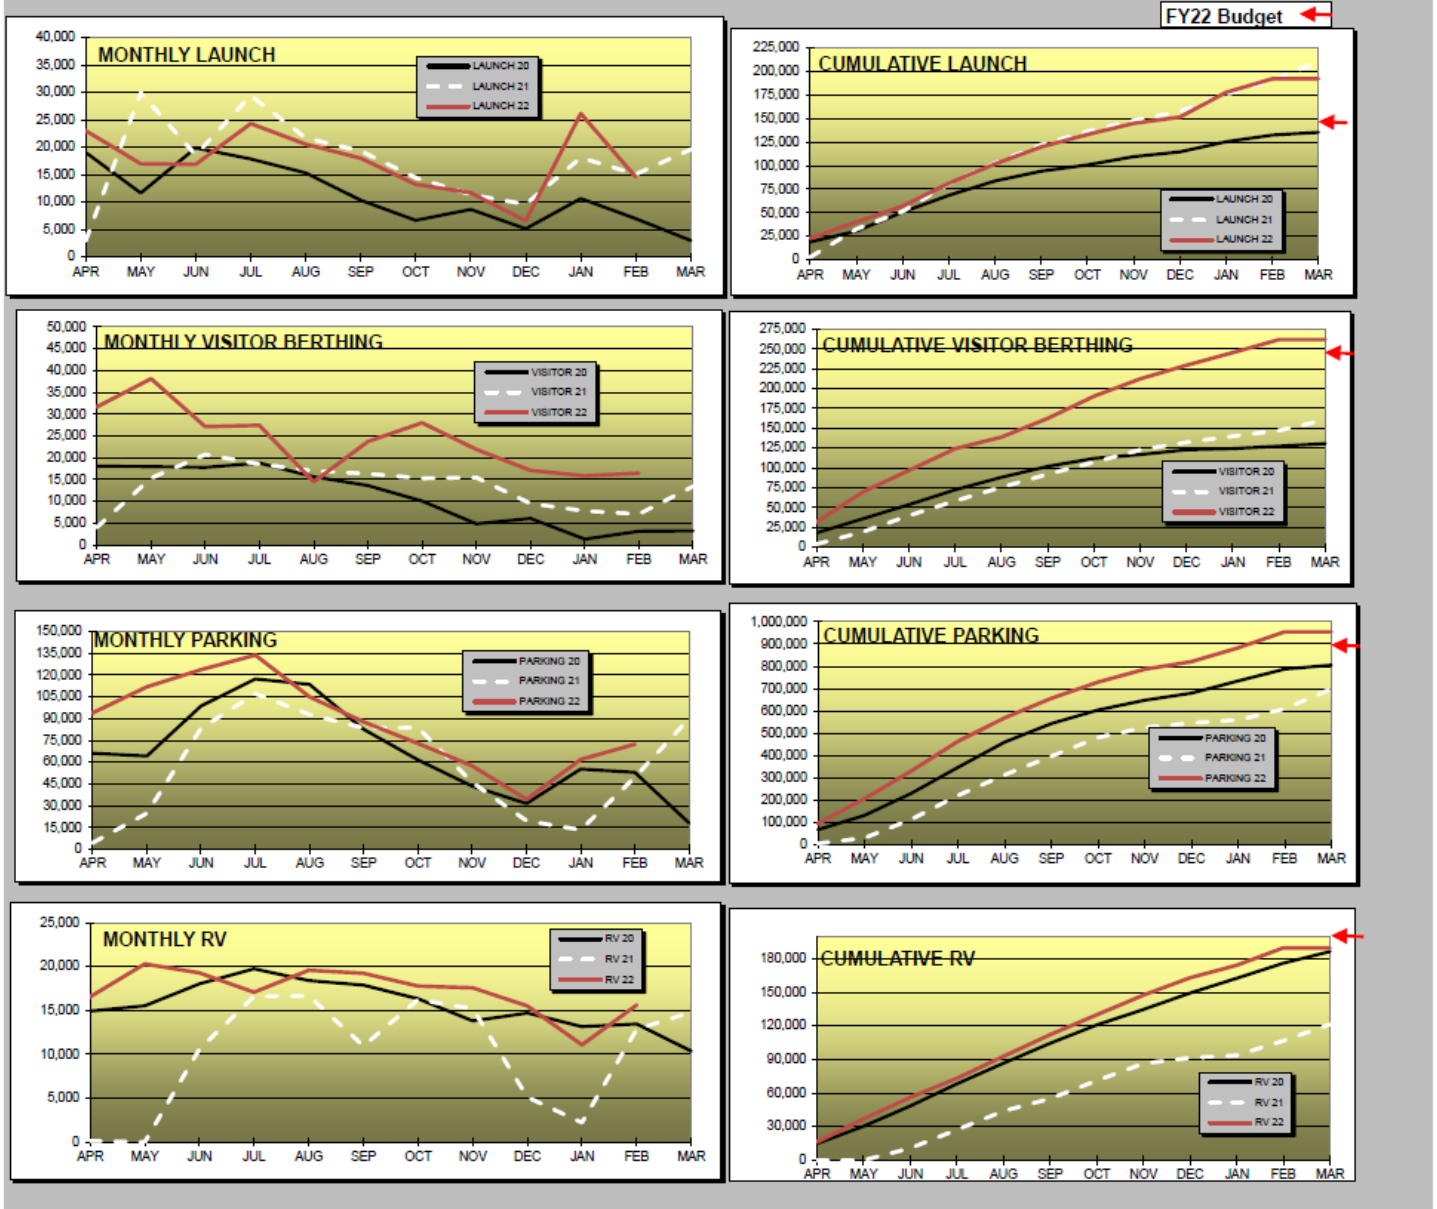 FY22 Budget
MONTHLY LAUNCH
40,000
35,000
30,000
25,000
20,000
15,000
10,000
5,000
0
LAUNCH 20
LAUNCH 21
LAUNCH 22
APR MAY JUN JUL AUG SEP OCT NOV DEC JAN FEB MAR
CUMULATIVE LAUNCH
225,000
200,000
175,000
150,000
125,000
100,000
75,000
50,000
25,000
0
LAUNCH 20
LAUNCH 21
LAUNCH 22
APR MAY JUN JUL AUG SEP OCT NOV DEC JAN FEB MAR
MONTHLY VISITOR BERTHING
50,000
45,000
40,000
35,000
30,000
25,000
20,000
15,000
10,000
5,000
0
VISITOR 20
VISITOR 21
VISITOR 22
APR MAY JUN JUL AUG SEP OCT NOV DEC JAN FEB MAR
CUMULATIVE VISITOR BERTHING
275,000
250,000
225,000
200,000
175,000
150,000
125,000
100,000
75,000
50,000
25,000
0
VISITOR 20
VISITOR 21
VISITOR 22
APR MAY JUN JUL AUG SEP OCT NOV DEC JAN FEB MAR
MONTHLY PARKING
150,000
135,000
120,000
105,000
90,000
75,000
60,000
45,000
30,000
15,000
0
PARKING 20
PARKING 21
PARKING 22
APR MAY JUN JUL AUG SEP OCT NOV DEC JAN FEB MAR
CUMULATIVE PARKING
1,000,000
900,000
800,000
700,000
600,000
500,000
400,000
300,000
200,000
100,000
0
PARKING 20
PARKING 21
PARKING 22
APR MAY JUN JUL AUG SEP OCT NOV DEC JAN FEB MAR
MONTHLY RV
25,000
20,000
15,000
10,000
5,000
0
RV 20
RV 21
RV 22
APR MAY JUN JUL AUG SEP OCT NOV DEC JAN FEB MAR
CUMULATIVE RV
180,000
150,000
120,000
90,000
60,000
30,000
0
RV 20
RV 21
RV 22
APR MAY JUN JUL AUG SEP OCT NOV DEC JAN FEB MAR